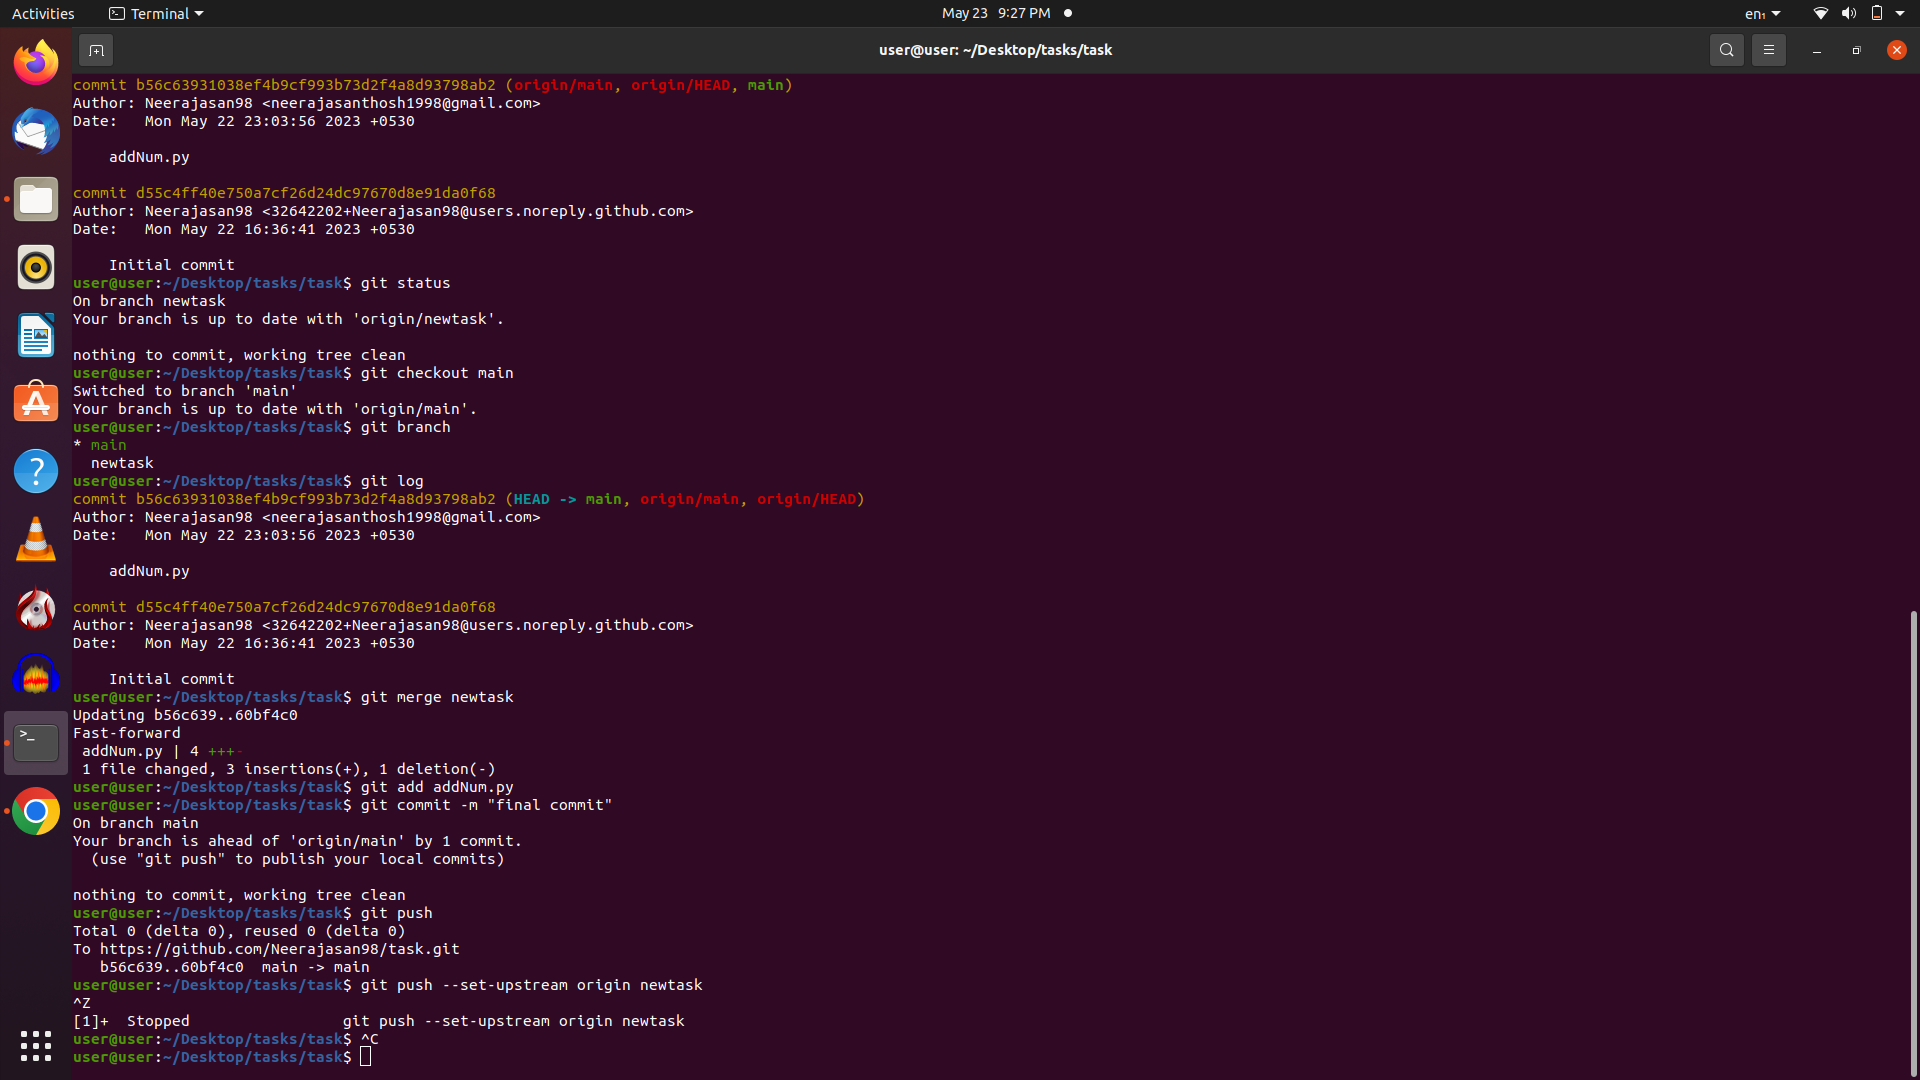 Activities
Terminal
May 23 9:27 PM
en₁
user@user: ~/Desktop/tasks/task
commit b56c63931038ef4b9cf993b73d2f4a8d93798ab2 (origin/main, origin/HEAD, main)
Author: Neerajasan98 <neerajasanthosh1998@gmail.com>
Date:   Mon May 22 23:03:56 2023 +0530
    addNum.py
commit d55c4ff40e750a7cf26d24dc97670d8e91da0f68
Author: Neerajasan98 <32642202+Neerajasan98@users.noreply.github.com>
Date:   Mon May 22 16:36:41 2023 +0530
    Initial commit
user@user:~/Desktop/tasks/task$ git status
On branch newtask
Your branch is up to date with 'origin/newtask'.
nothing to commit, working tree clean
user@user:~/Desktop/tasks/task$ git checkout main
Switched to branch 'main'
Your branch is up to date with 'origin/main'.
user@user:~/Desktop/tasks/task$ git branch
* main
  newtask
user@user:~/Desktop/tasks/task$ git log
commit b56c63931038ef4b9cf993b73d2f4a8d93798ab2 (HEAD -> main, origin/main, origin/HEAD)
Author: Neerajasan98 <neerajasanthosh1998@gmail.com>
Date:   Mon May 22 23:03:56 2023 +0530
    addNum.py
commit d55c4ff40e750a7cf26d24dc97670d8e91da0f68
Author: Neerajasan98 <32642202+Neerajasan98@users.noreply.github.com>
Date:   Mon May 22 16:36:41 2023 +0530
    Initial commit
user@user:~/Desktop/tasks/task$ git merge newtask
Updating b56c639..60bf4c0
Fast-forward
 addNum.py | 4 +++-
 1 file changed, 3 insertions(+), 1 deletion(-)
user@user:~/Desktop/tasks/task$ git add addNum.py
user@user:~/Desktop/tasks/task$ git commit -m "final commit"
On branch main
Your branch is ahead of 'origin/main' by 1 commit.
  (use "git push" to publish your local commits)
nothing to commit, working tree clean
user@user:~/Desktop/tasks/task$ git push
Total 0 (delta 0), reused 0 (delta 0)
To https://github.com/Neerajasan98/task.git
   b56c639..60bf4c0  main -> main
user@user:~/Desktop/tasks/task$ git push --set-upstream origin newtask
^Z
[1]+  Stopped                 git push --set-upstream origin newtask
user@user:~/Desktop/tasks/task$ ^C
user@user:~/Desktop/tasks/task$